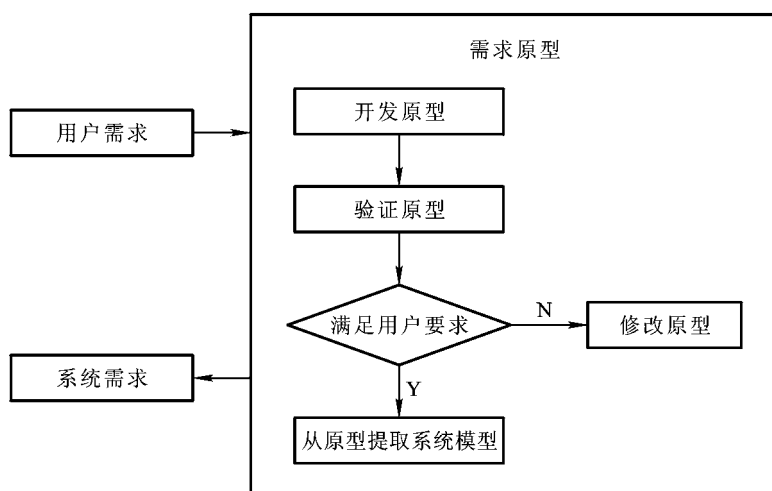 需求原型
开发原型
用户需求
验证原型
满足用户要求
N
修改原型
系统需求
Y
从原型提取系统模型